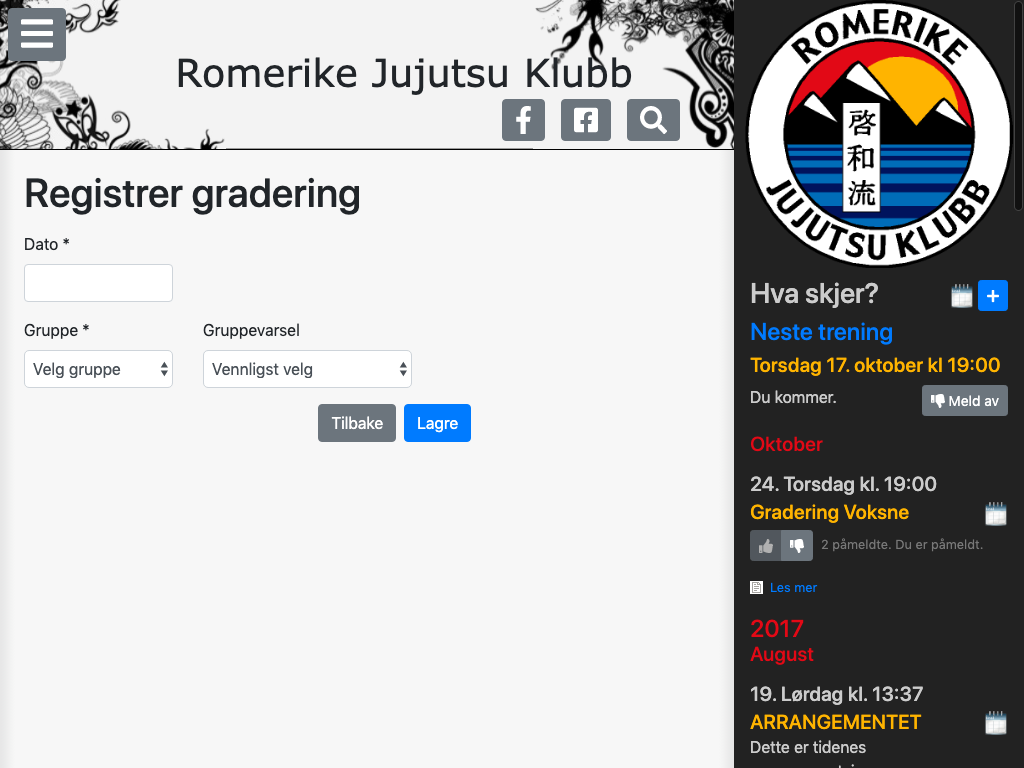 Romerike Jujutsu Klubb
Registrer gradering
Dato *
Gruppe *
Gruppevarsel
Velg gruppe
Vennligst velg
Tilbake
Lagre
ROMERIKE
啓和流
JUJUTSU KLUBB
Hva skjer?
Neste trening
Torsdag 17. oktober kl 19:00
Du kommer.
Meld av
Oktober
24. Torsdag kl. 19:00
Gradering Voksne
2 påmeldte. Du er påmeldt.
Les mer
2017
August
19. Lørdag kl. 13:37
ARRANGEMENTET
Dette er tidenes